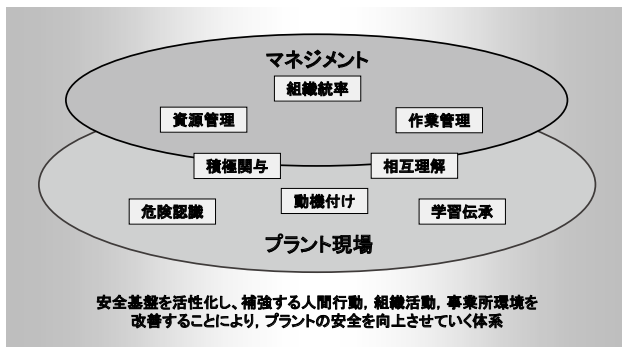 マネジメント
組織統率
資源管理
作業管理
積極関与
相互理解
動機付け
危険認識
学習伝承
プラント現場
安全基盤を活性化し、補強する人間行動，組織活動，事業所環境を
改善することにより，プラントの安全を向上させていく体系